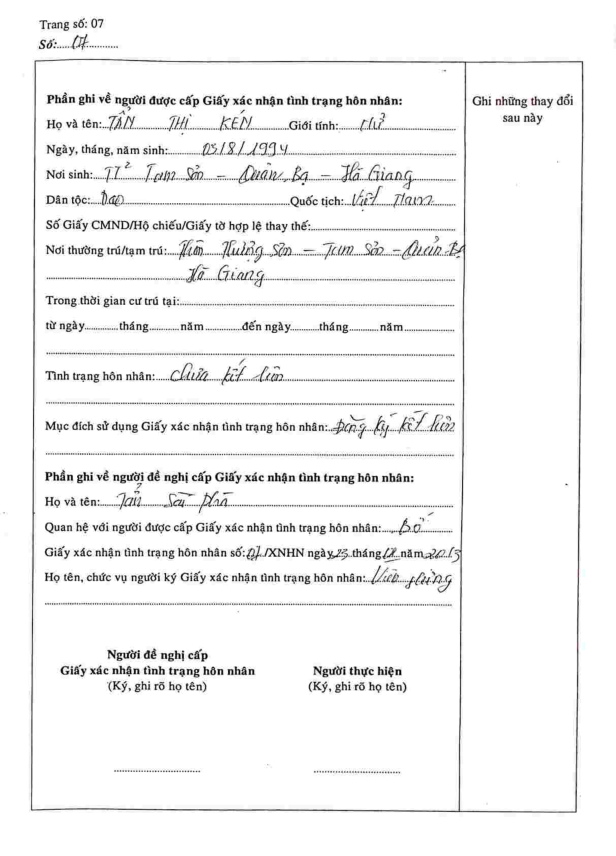 Trang số: 07
Số:.....07............
Phần ghi về người được cấp Giấy xác nhận tình trạng hôn nhân:
Ghi những thay đổi
sau này
Họ và tên: TẨN THỊ KÉN Giới tính: Nữ
Ngày, tháng, năm sinh: 03/8/1994
Nơi sinh: TT² Tam Sơn - Quản Bạ - Hà Giang
Dân tộc: Dao Quốc tịch: Việt Nam
Số Giấy CMND/Hộ chiếu/Giấy tờ hợp lệ thay thế:
Nơi thường trú/tạm trú: Sơn - Tam Sơn - Quản Bạ
Hà Giang
Trong thời gian cư trú tại:
từ ngày............tháng............năm............đến ngày............tháng............năm............
Tình trạng hôn nhân: chưa kết hôn
Mục đích sử dụng Giấy xác nhận tình trạng hôn nhân: Đăng ký kết hôn
Phần ghi về người đề nghị cấp Giấy xác nhận tình trạng hôn nhân:
Họ và tên: Tẩn
Quan hệ với người được cấp Giấy xác nhận tình trạng hôn nhân: Bố
Giấy xác nhận tình trạng hôn nhân số: 07/XNHN ngày 23 tháng năm 2013
Họ tên, chức vụ người ký Giấy xác nhận tình trạng hôn nhân:
Người đề nghị cấp
Giấy xác nhận tình trạng hôn nhân
(Ký, ghi rõ họ tên)
Người thực hiện
(Ký, ghi rõ họ tên)